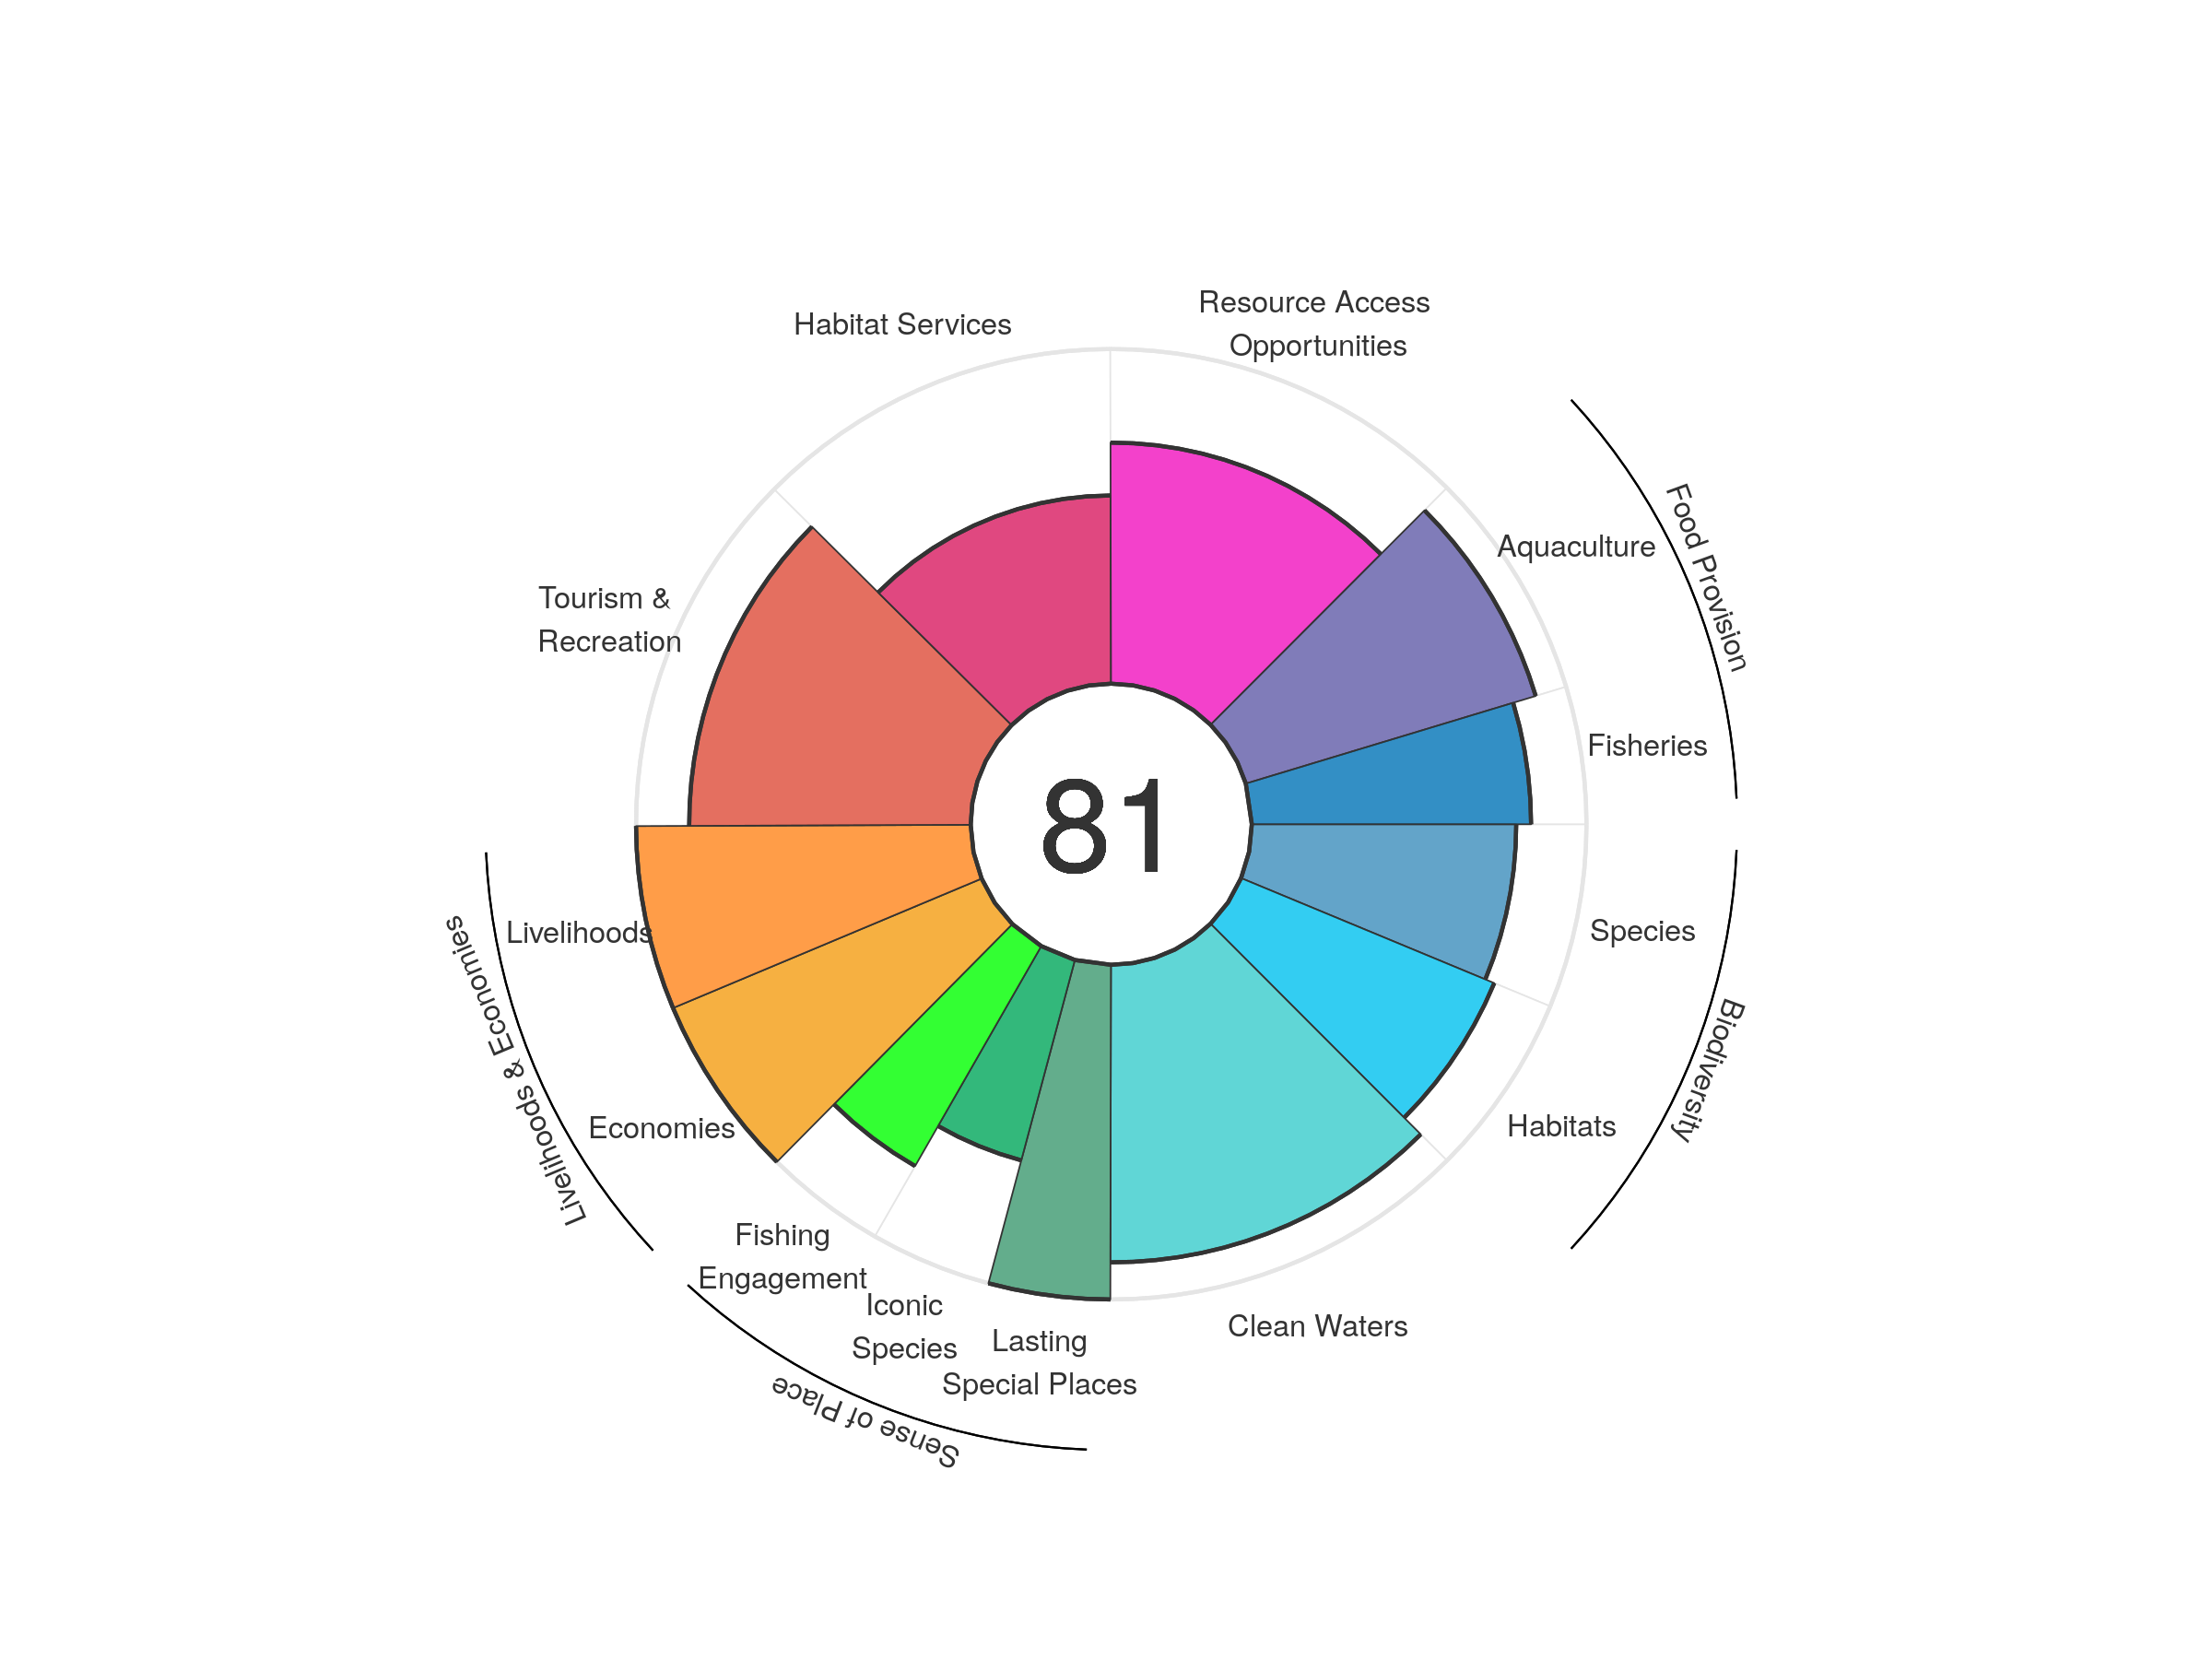 Resource Access
Opportunities
Habitat Services
Aquaculture
Food Provision
Tourism &
Recreation
Fisheries
81
Livelihoods
Species
Livelihoods & Economies
Biodiversity
Economies
Habitats
Fishing
Engagement
Iconic
Species
Lasting
Special Places
Clean Waters
Sense of Place